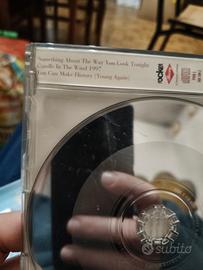 Something About The Way You Look Tonight
Candle In The Wind 1997
You Can Make History (Young Again)
rocket
subito